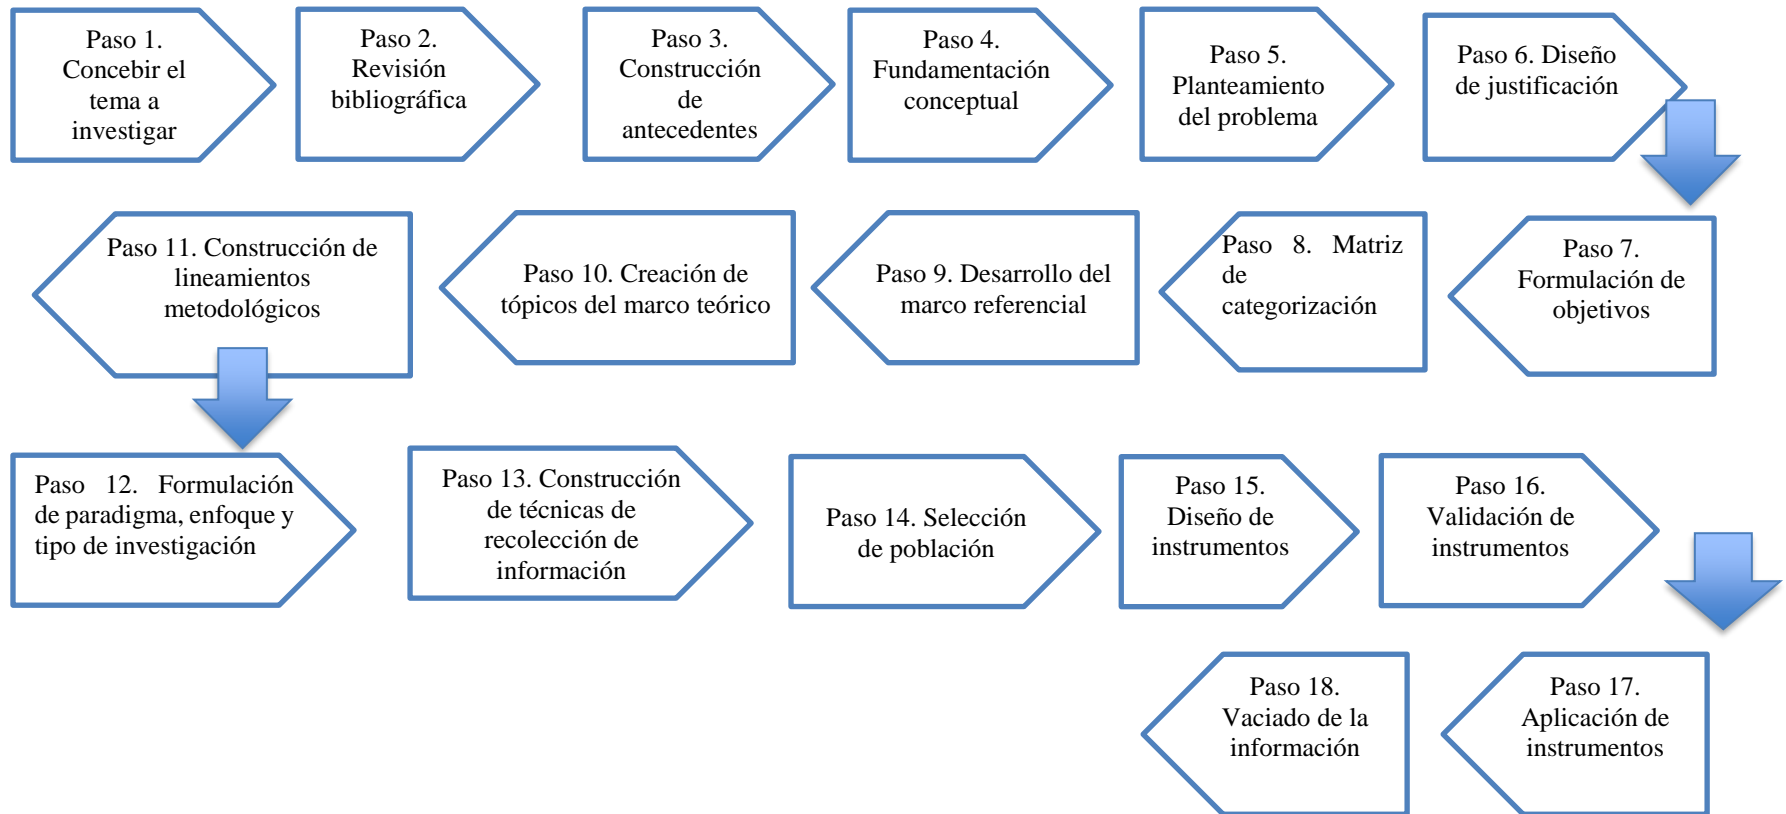 Paso 1.
Concebir el
tema a
investigar
Paso 2.
Revisión
bibliográfica
Paso 3.
Construcción
de
antecedentes
Paso 4.
Fundamentación
conceptual
Paso 5.
Planteamiento
del problema
Paso 6. Diseño
de justificación
Paso 7.
Formulación de
objetivos
Paso 8. Matriz
de
categorización
Paso 9. Desarrollo del
marco referencial
Paso 10. Creación de
tópicos del marco teórico
Paso 11. Construcción de
lineamientos
metodológicos
Paso 12. Formulación
de paradigma, enfoque y
tipo de investigación
Paso 13. Construcción
de técnicas de
recolección de
información
Paso 14. Selección
de población
Paso 15.
Diseño de
instrumentos
Paso 16.
Validación de
instrumentos
Paso 17.
Aplicación de
instrumentos
Paso 18.
Vaciado de la
información